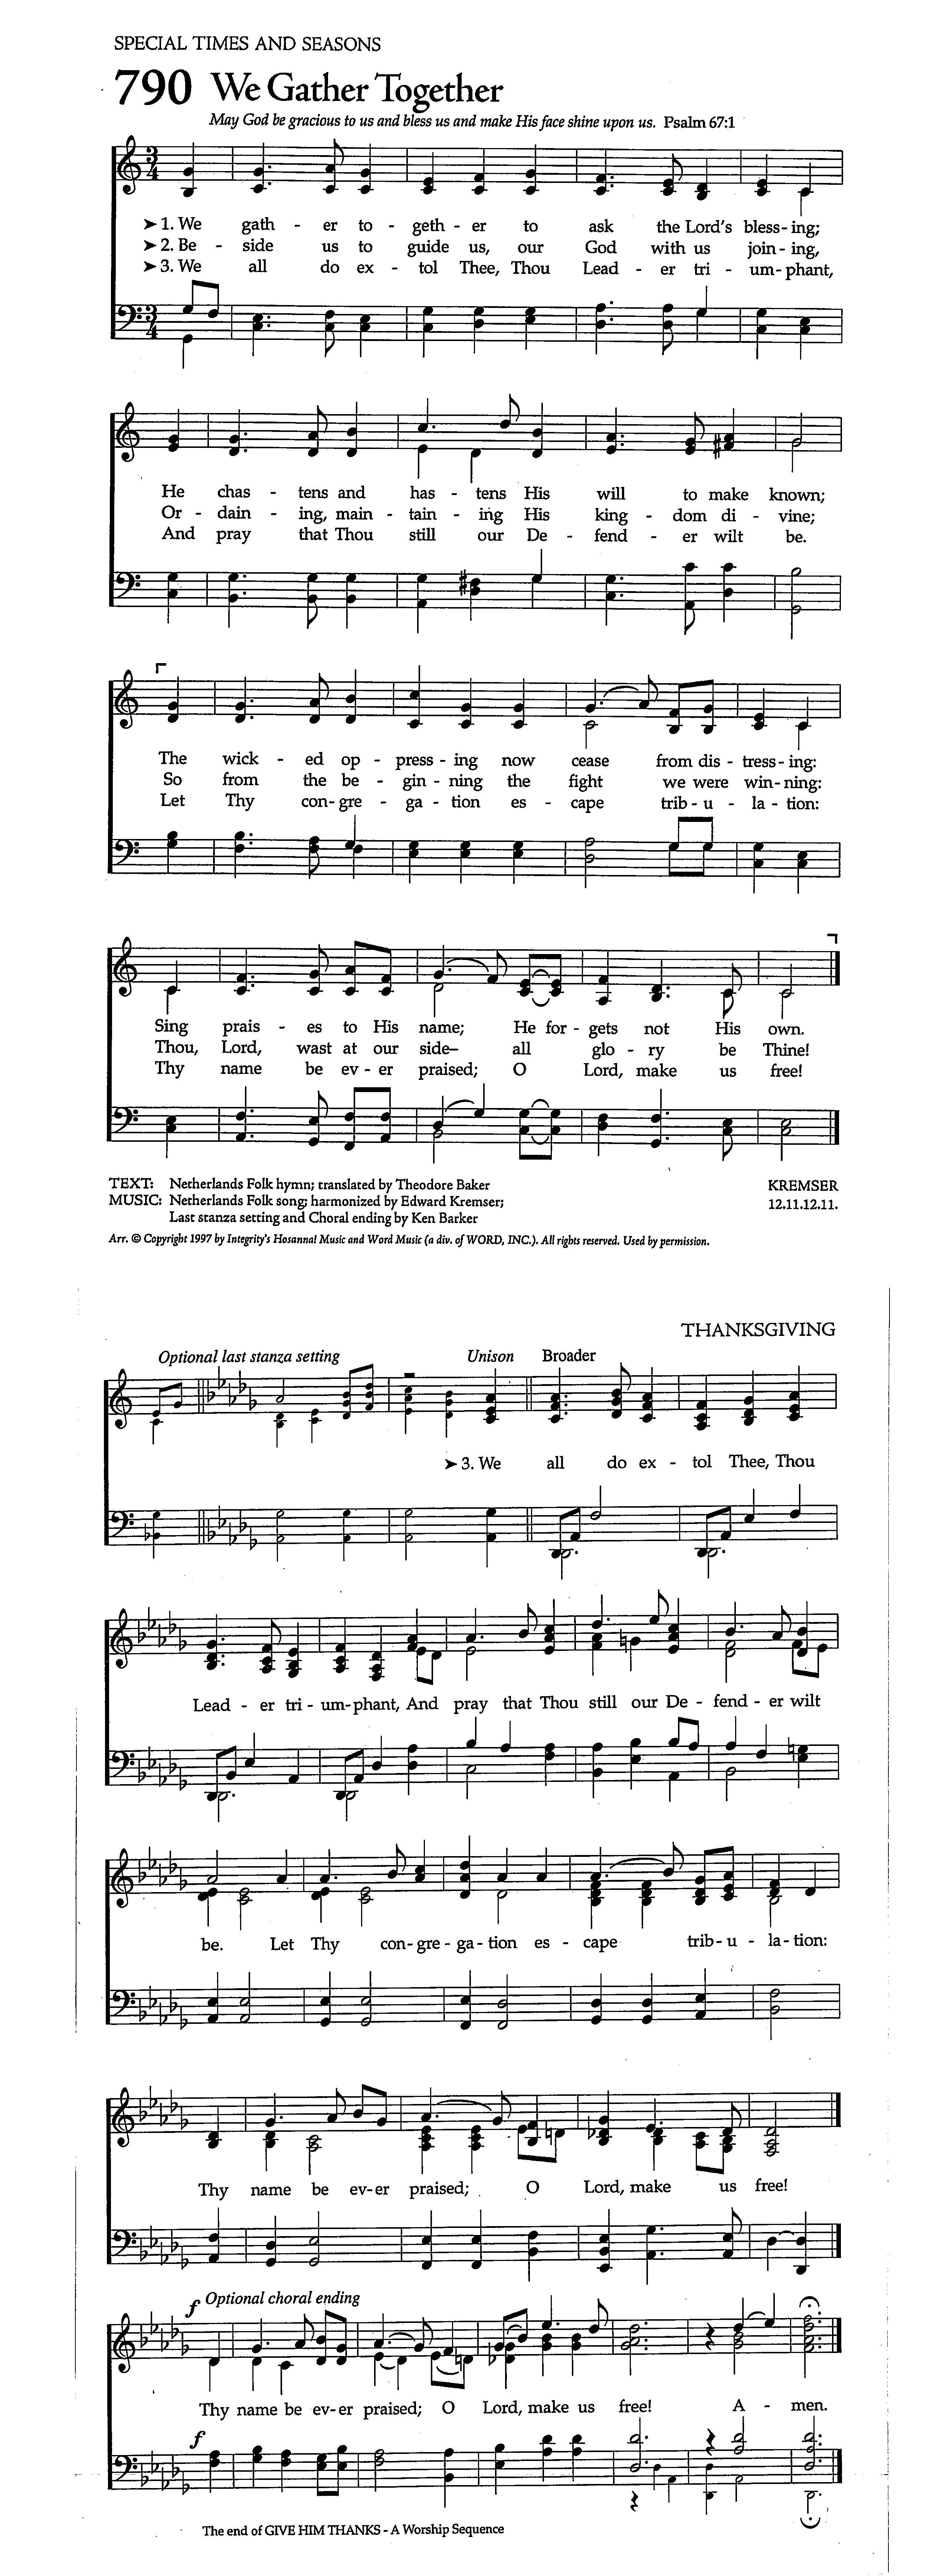 SPECIAL TIMES AND SEASONS
790 We Gather Together
May God be gracious to us and bless us and make His face shine upon us. Psalm 67:1
➤ 1. We gath - er to - geth - er to ask the Lord's bless - ing;
➤ 2. Be - side us to guide us, our God with us join - ing,
➤ 3. We all do ex - tol Thee, Thou Lead - er tri - um - phant,
He chas - tens and has - tens His will to make known;
Or - dain - ing, main - tain - ing His king - dom di - vine;
And pray that Thou still our De - fend - er wilt be.
The wick - ed op - press - ing now cease from dis - tress - ing:
So from the be - gin - ning the fight we were win - ning:
Let Thy con - gre - ga - tion es - cape trib - u - la - tion:
Sing prais - es to His name; He for - gets not His own.
Thou, Lord, wast at our side– all glo - ry be Thine!
Thy name be ev - er praised; O Lord, make us free!
TEXT: Netherlands Folk hymn; translated by Theodore Baker KREMSER
MUSIC: Netherlands Folk song; harmonized by Edward Kremser; 12.11.12.11.
Last stanza setting and Choral ending by Ken Barker
Arr. © Copyright 1997 by Integrity's Hosanna! Music and Word Music (a div. of WORD, INC.). All rights reserved. Used by permission.
THANKSGIVING
Optional last stanza setting Unison Broader
➤ 3. We all do ex - tol Thee, Thou
Lead - er tri - um - phant, And pray that Thou still our De - fend - er wilt
be. Let Thy con - gre - ga - tion es - cape trib - u - la - tion:
Thy name be ev - er praised; O Lord, make us free!
f Optional choral ending
Thy name be ev - er praised; O Lord, make us free! A - men.
f
The end of GIVE HIM THANKS - A Worship Sequence